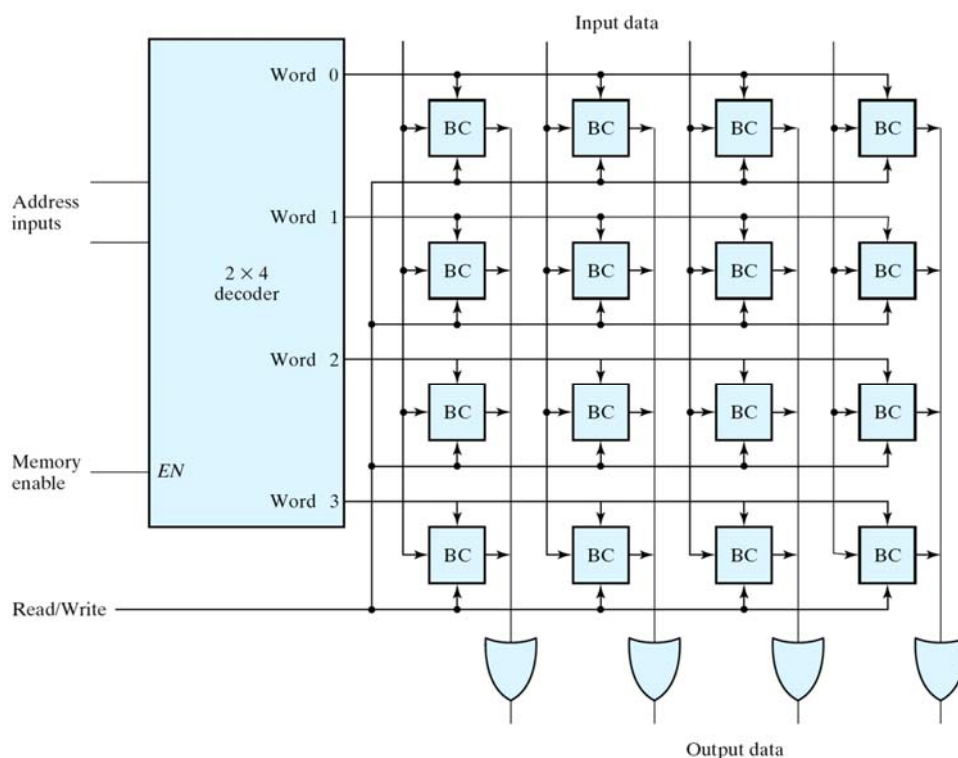 Input data
Word 0
BC BC BC BC
Address
inputs
Word 1
2 × 4
decoder
BC BC BC BC
Word 2
BC BC BC BC
Memory
enable
EN
Word 3
BC BC BC BC
Read/Write
Output data